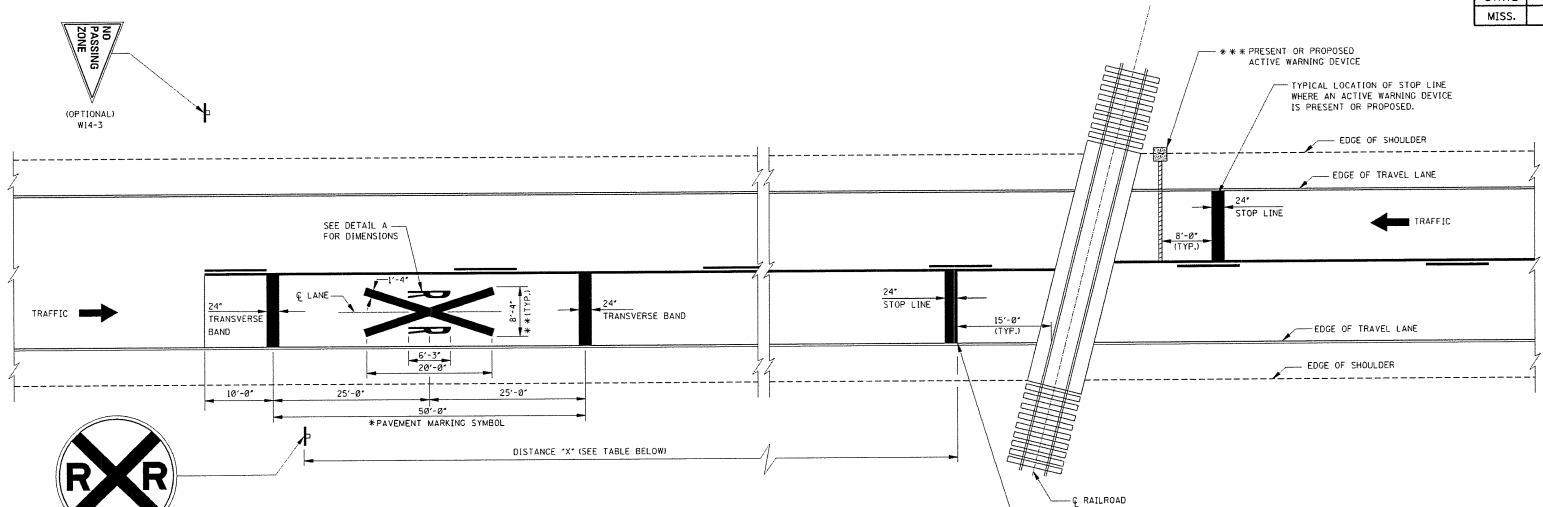 MISS.
NO
PASSING
ZONE
(OPTIONAL)
W14-3
* * * PRESENT OR PROPOSED
ACTIVE WARNING DEVICE
TYPICAL LOCATION OF STOP LINE
WHERE AN ACTIVE WARNING DEVICE
IS PRESENT OR PROPOSED.
EDGE OF SHOULDER
EDGE OF TRAVEL LANE
24"
STOP LINE
TRAFFIC
8'-0"
(TYP.)
SEE DETAIL A
FOR DIMENSIONS
1'-4"
R
℄ LANE
8'-4"
* * (TYP.)
R
TRAFFIC
24"
TRANSVERSE
BAND
24"
TRANSVERSE BAND
24"
STOP LINE
15'-0"
(TYP.)
6'-3"
20'-0"
EDGE OF TRAVEL LANE
EDGE OF SHOULDER
10'-0"
25'-0"
25'-0"
50'-0"
*PAVEMENT MARKING SYMBOL
DISTANCE "X" (SEE TABLE BELOW)
R R
℄ RAILROAD